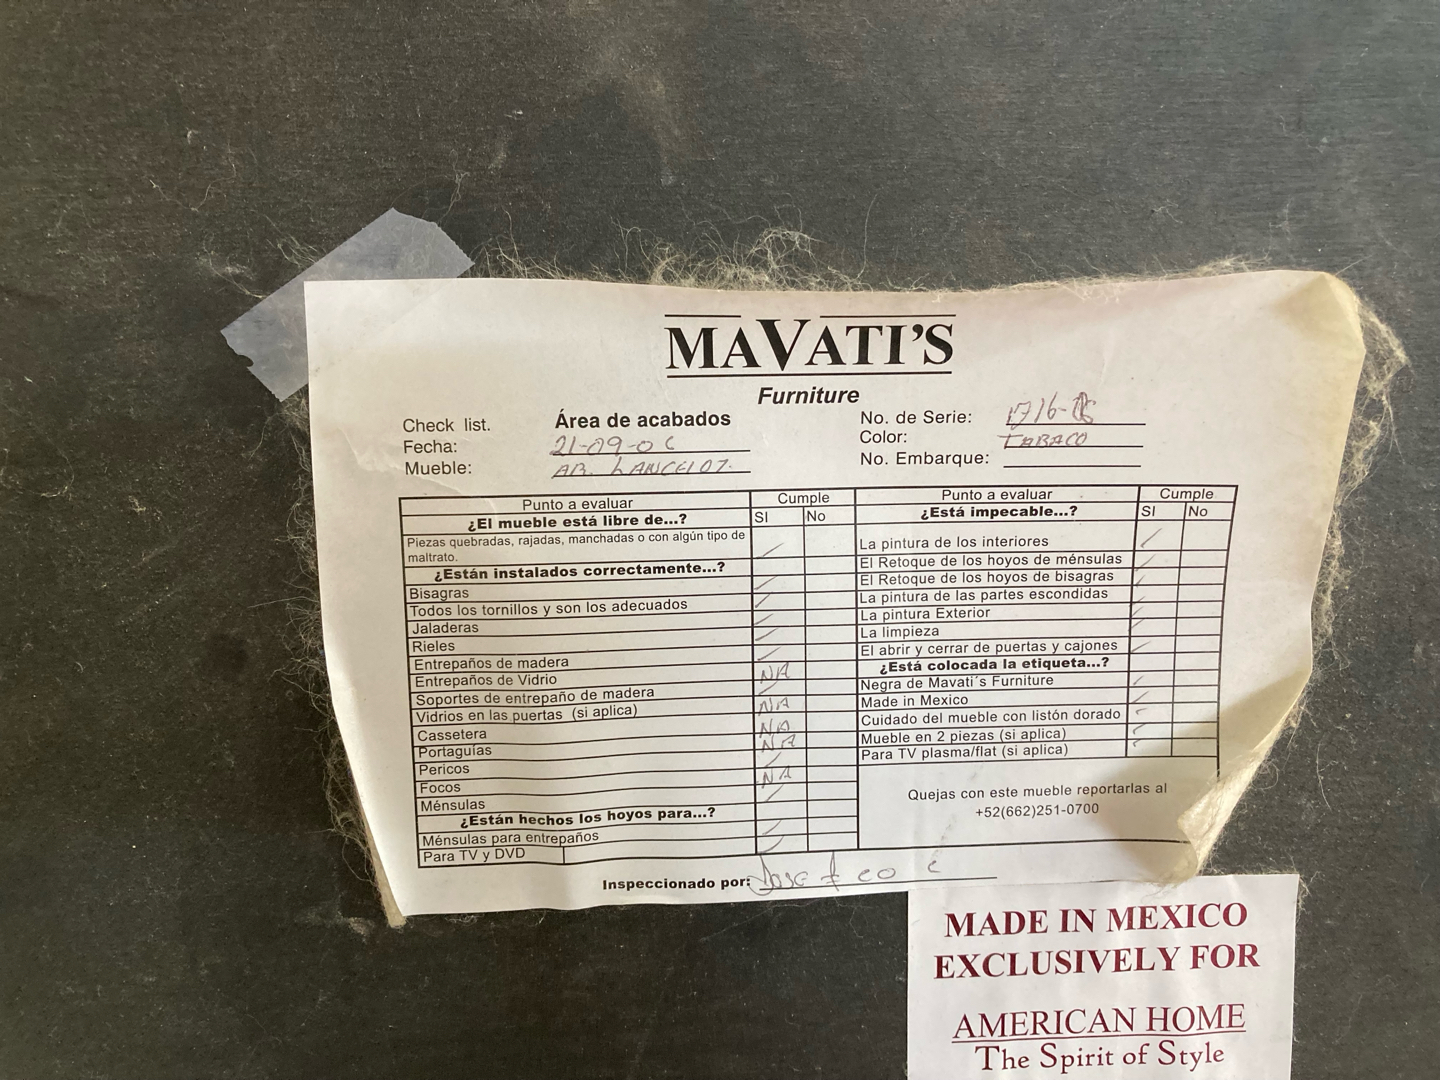 MAVATI'S
Furniture
Check list. Área de acabados
Fecha: 21-09-06
Mueble: AR. LANCELOT.
No. de Serie: 1716-
Color: TABACO
No. Embarque:
Punto a evaluar Cumple
¿El mueble está libre de...? SI No
Piezas quebradas, rajadas, manchadas o con algún tipo de
maltrato.
¿Están instalados correctamente...?
Bisagras
Todos los tornillos y son los adecuados
Jaladeras
Rieles
Entrepaños de madera
Entrepaños de Vidrio NA
Soportes de entrepaño de madera
Vidrios en las puertas (si aplica) NA
Cassetera NA
Portaguías NA
Pericos
Focos NA
Ménsulas
¿Están hechos los hoyos para...?
Ménsulas para entrepaños
Para TV y DVD
Punto a evaluar Cumple
¿Está impecable...? SI No
La pintura de los interiores
El Retoque de los hoyos de ménsulas
El Retoque de los hoyos de bisagras
La pintura de las partes escondidas
La pintura Exterior
La limpieza
El abrir y cerrar de puertas y cajones
¿Está colocada la etiqueta...?
Negra de Mavati´s Furniture
Made in Mexico
Cuidado del mueble con listón dorado
Mueble en 2 piezas (si aplica)
Para TV plasma/flat (si aplica)
Quejas con este mueble reportarlas al
+52(662)251-0700
Inspeccionado por: Jose
MADE IN MEXICO
EXCLUSIVELY FOR
AMERICAN HOME
The Spirit of Style